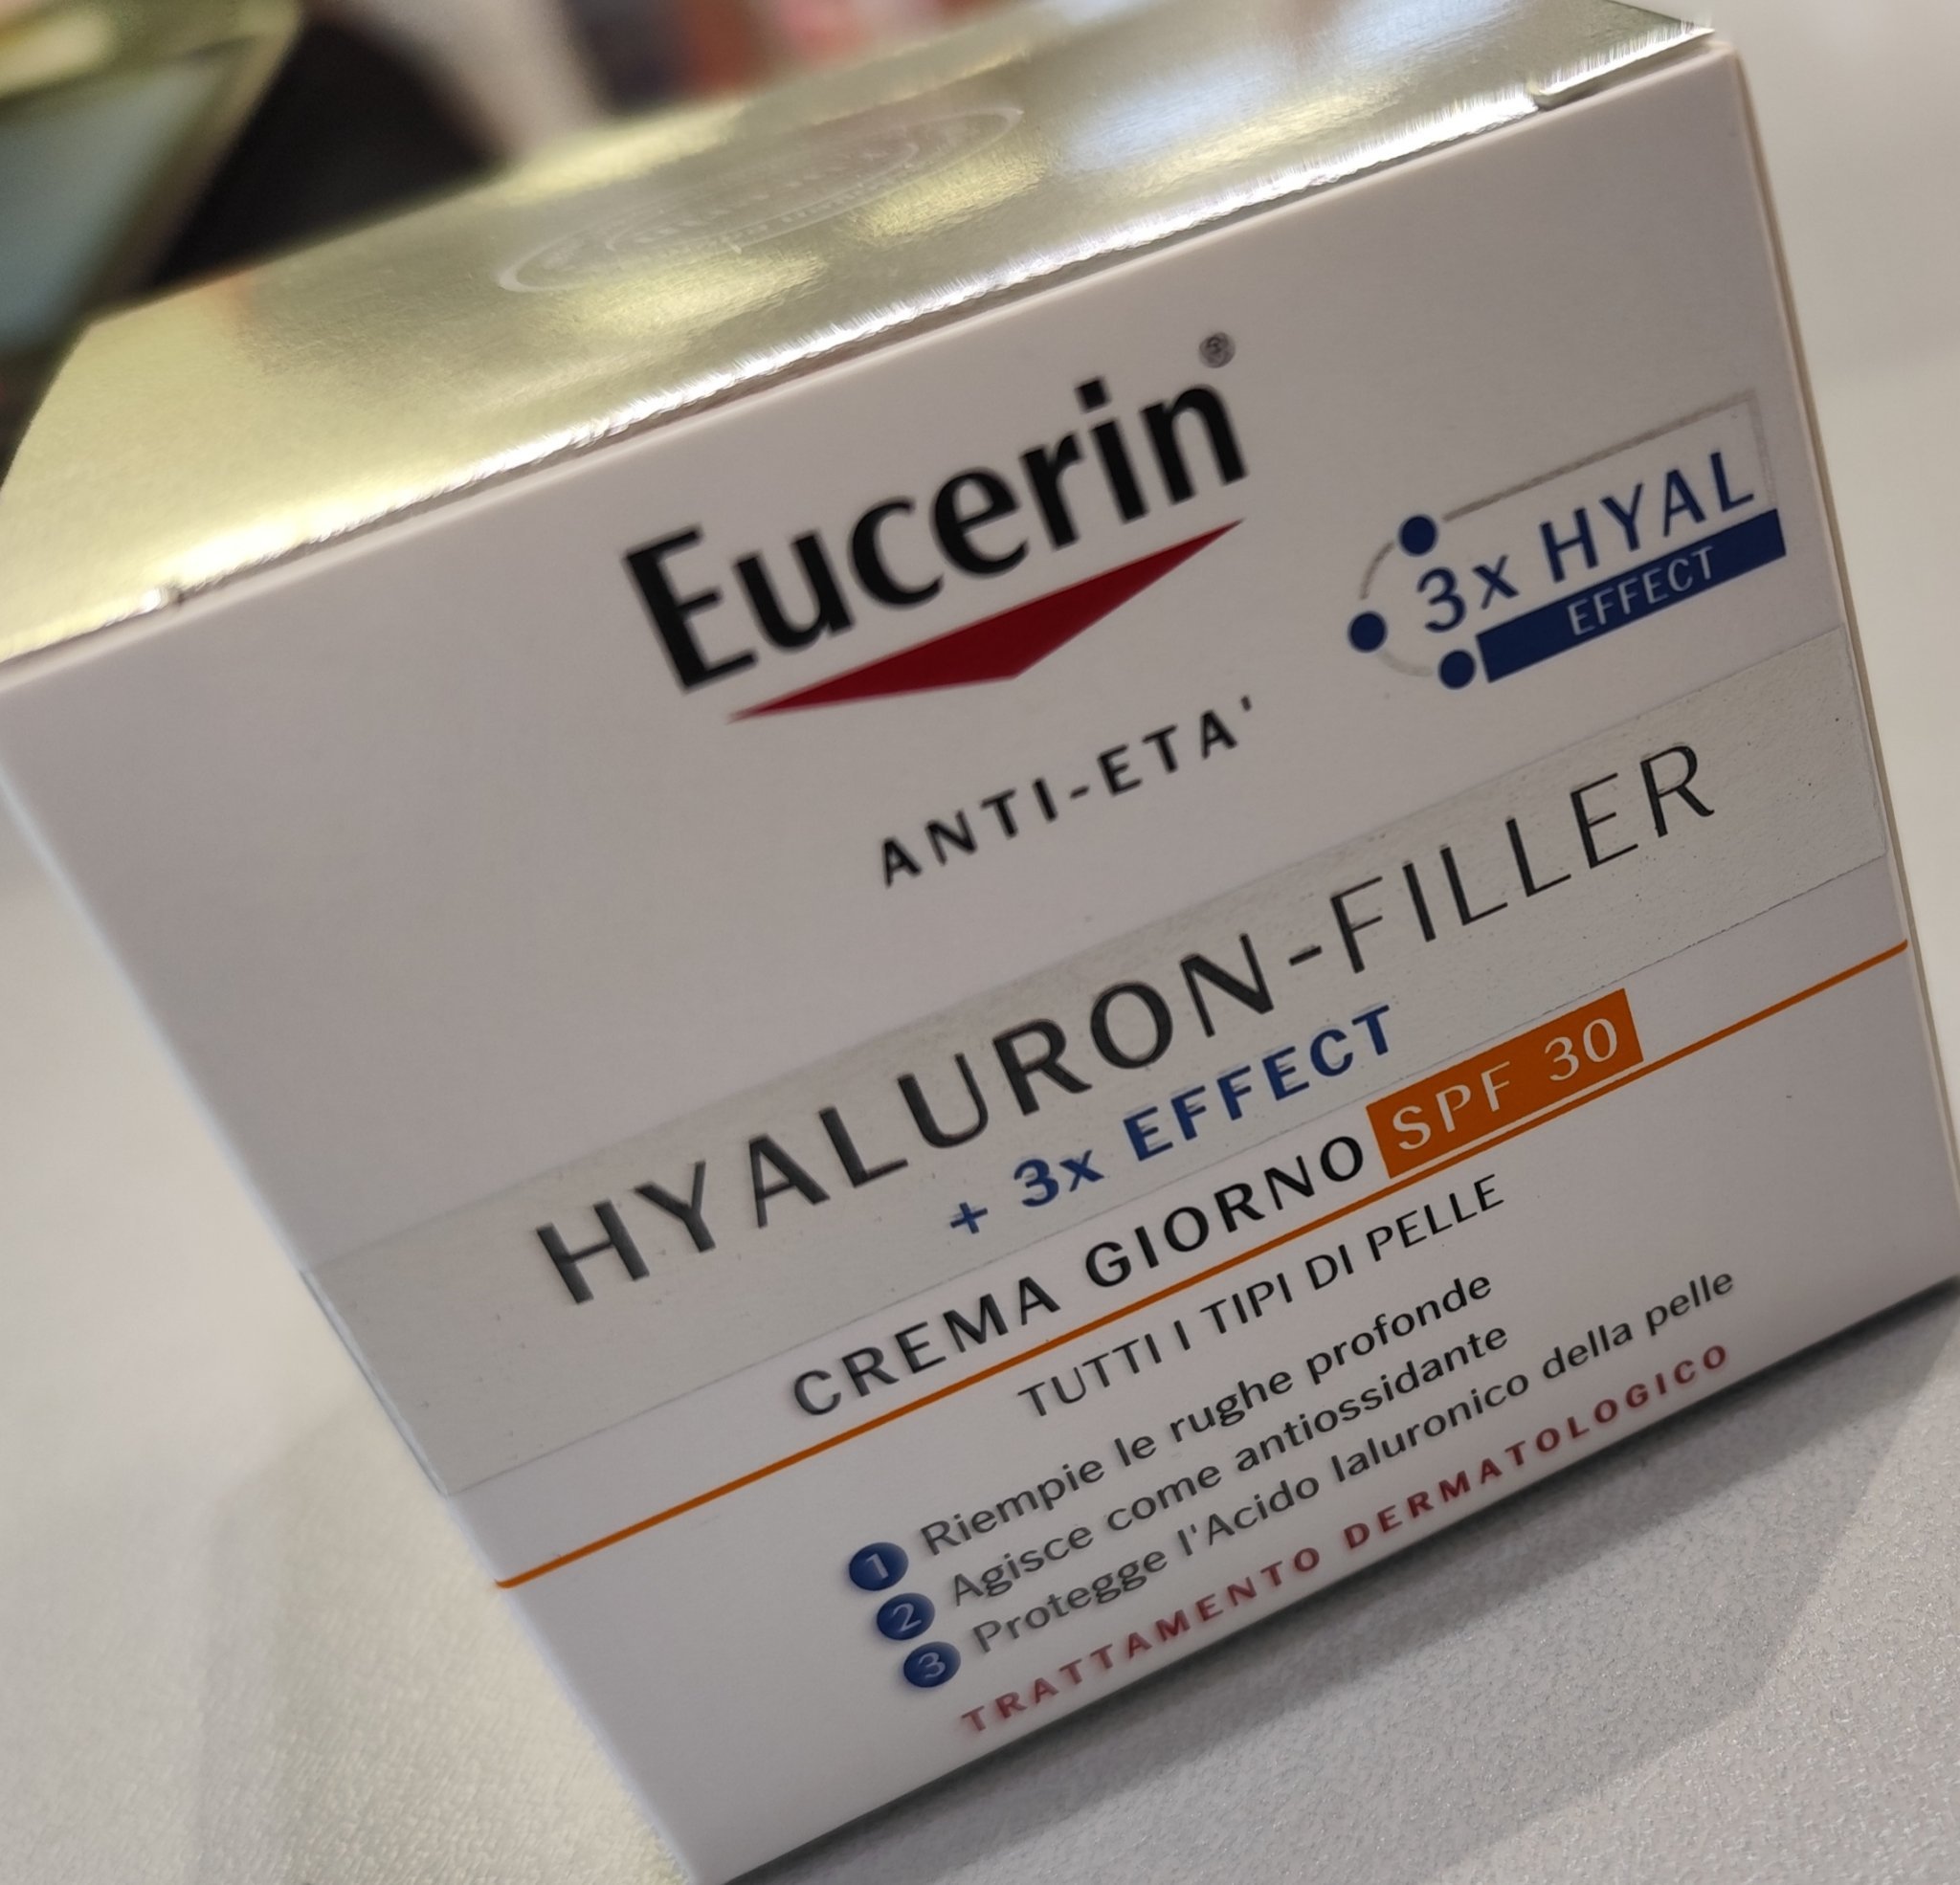 Eucerin®
3x HYAL
EFFECT
ANTI-ETA'
HYALURON-FILLER
+ 3x EFFECT
CREMA GIORNO SPF 30
TUTTI I TIPI DI PELLE
1 Riempie le rughe profonde
2 Agisce come antiossidante
3 Protegge l'Acido Ialuronico della pelle
TRATTAMENTO DERMATOLOGICO